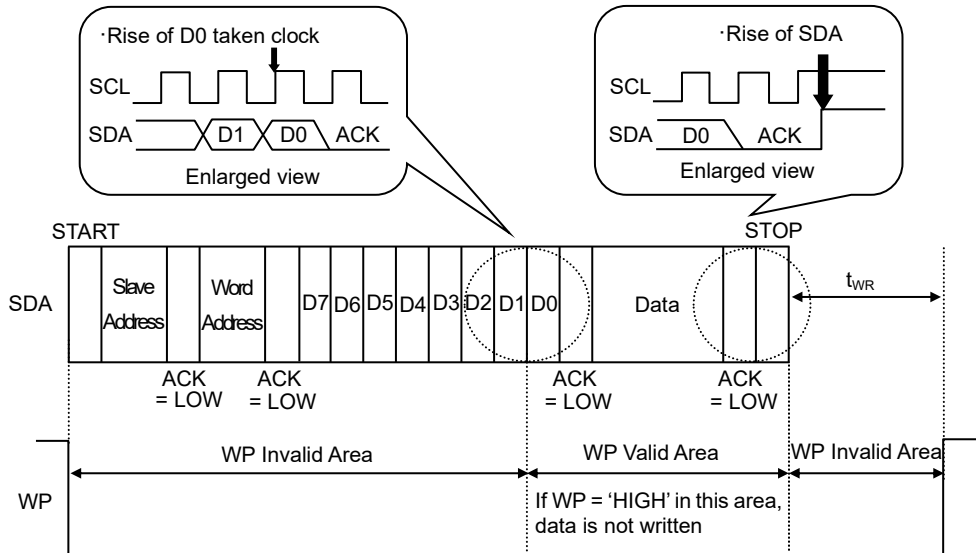 ·Rise of D0 taken clock
SCL
SDA
D1
D0
ACK
Enlarged view
·Rise of SDA
SCL
SDA
D0
ACK
Enlarged view
START
STOP
SDA
Slave
Address
Word
Address
D7
D6
D5
D4
D3
D2
D1
D0
Data
tWR
ACK
= LOW
ACK
= LOW
ACK
= LOW
ACK
= LOW
WP
WP Invalid Area
WP Valid Area
WP Invalid Area
If WP = ‘HIGH’ in this area,
data is not written